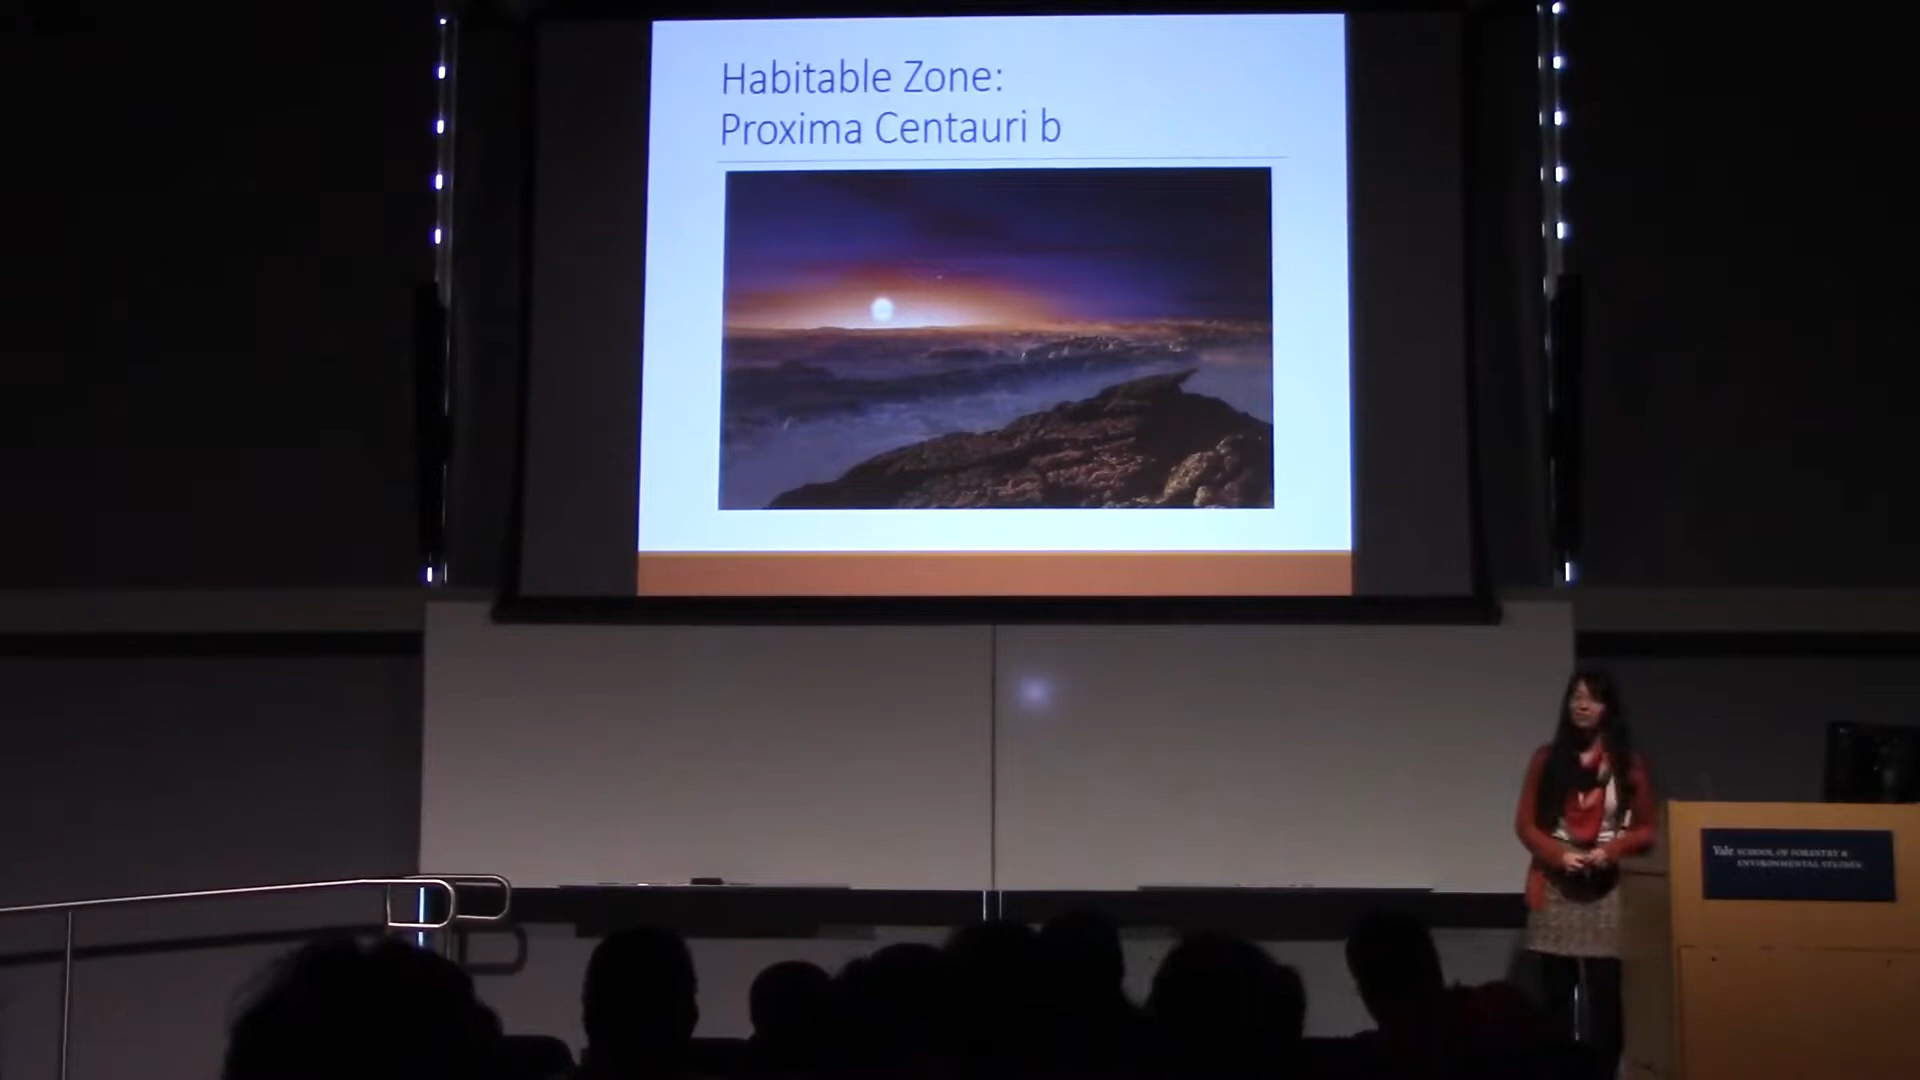 Habitable Zone:
Proxima Centauri b
Yale SCHOOL OF FORESTRY &
ENVIRONMENTAL STUDIES